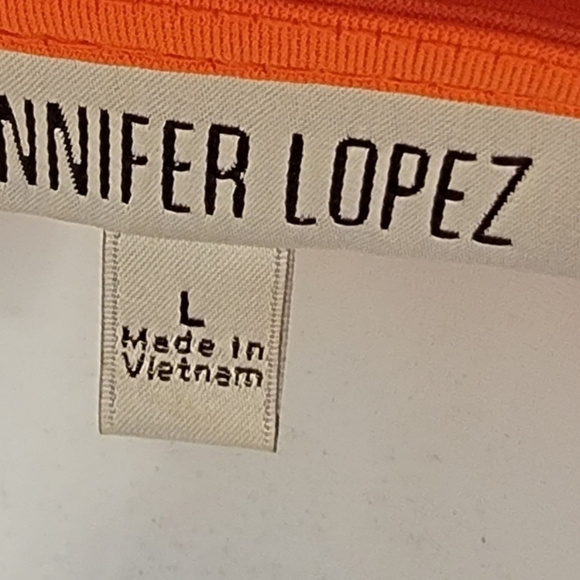 NNIFER LOPEZ
L
Made in
Vietnam